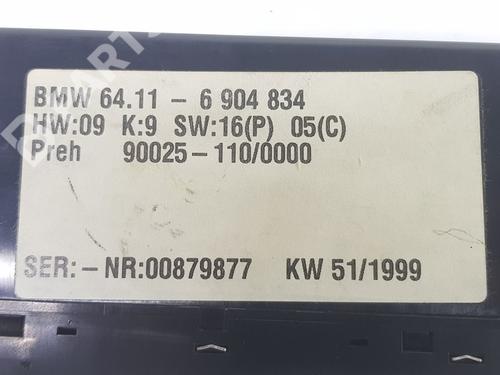 BMW 64.11 - 6 904 834
HW:09 K:9 SW:16(P) 05(C)
Preh 90025-110/0000
SER:-NR:00879877 KW 51/1999